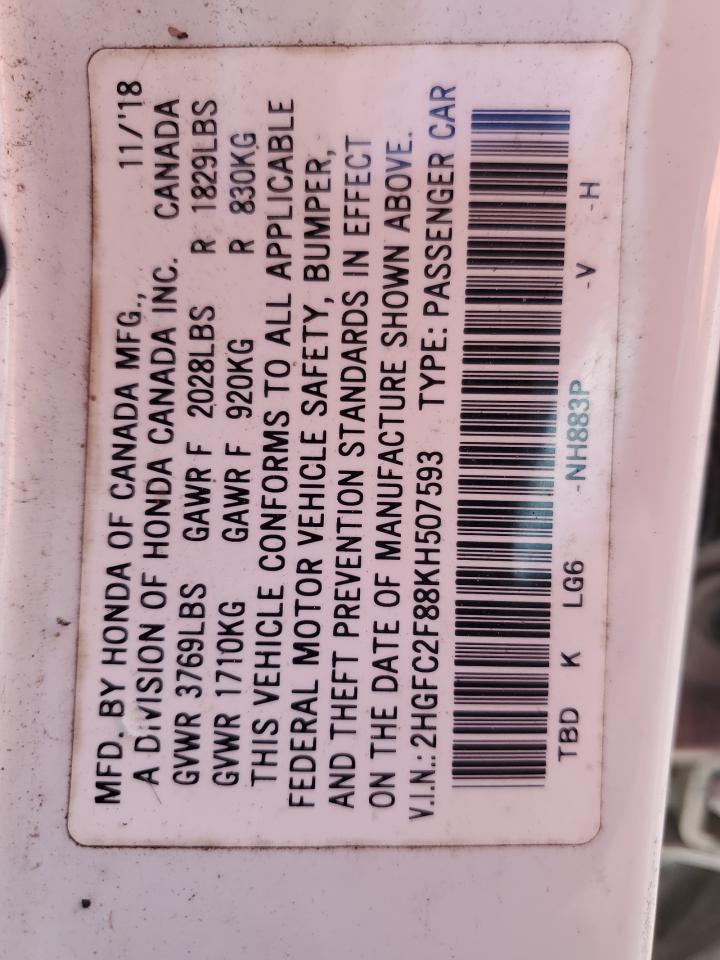 MFD. BY HONDA OF CANADA MFG., 11/'18
A DIVISION OF HONDA CANADA INC. CANADA
GVWR 3769LBS GAWR F 2028LBS R 1829LBS
GVWR 1710KG GAWR F 920KG R 830KG
THIS VEHICLE CONFORMS TO ALL APPLICABLE
FEDERAL MOTOR VEHICLE SAFETY, BUMPER,
AND THEFT PREVENTION STANDARDS IN EFFECT
ON THE DATE OF MANUFACTURE SHOWN ABOVE.
V.I.N.: 2HGFC2F88KH507593 TYPE: PASSENGER CAR
TBD K LG6 -NH883P -V -H